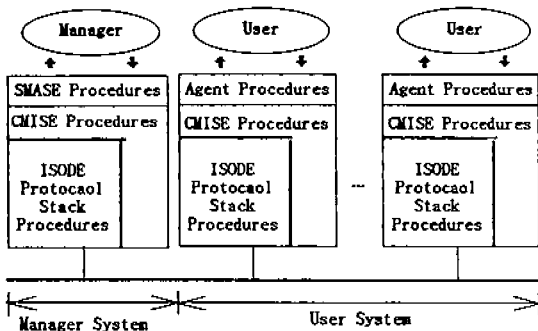 Manager
User
User
SMASE Procedures
Agent Procedures
Agent Procedures
CMISE Procedures
CMISE Procedures
CMISE Procedures
ISODE
Protocaol
Stack
Procedures
ISODE
Protocaol
Stack
Procedures
...
ISODE
Protocaol
Stack
Procedures
Manager System
User System